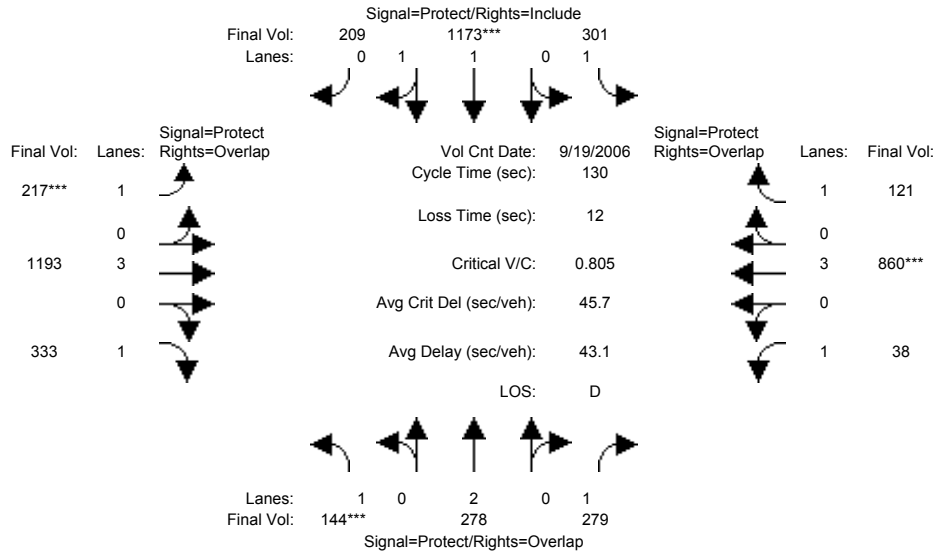 Signal=Protect/Rights=Include
Final Vol: 209 1173*** 301
Lanes: 0 1 1 0 1
Signal=Protect Signal=Protect
Final Vol: Lanes: Rights=Overlap Vol Cnt Date: 9/19/2006 Rights=Overlap Lanes: Final Vol:
Cycle Time (sec): 130
217*** 1 1 121
Loss Time (sec): 12
0 0
1193 3 Critical V/C: 0.805 3 860***
0 Avg Crit Del (sec/veh): 45.7 0
333 1 Avg Delay (sec/veh): 43.1 1 38
LOS: D
Lanes: 1 0 2 0 1
Final Vol: 144*** 278 279
Signal=Protect/Rights=Overlap